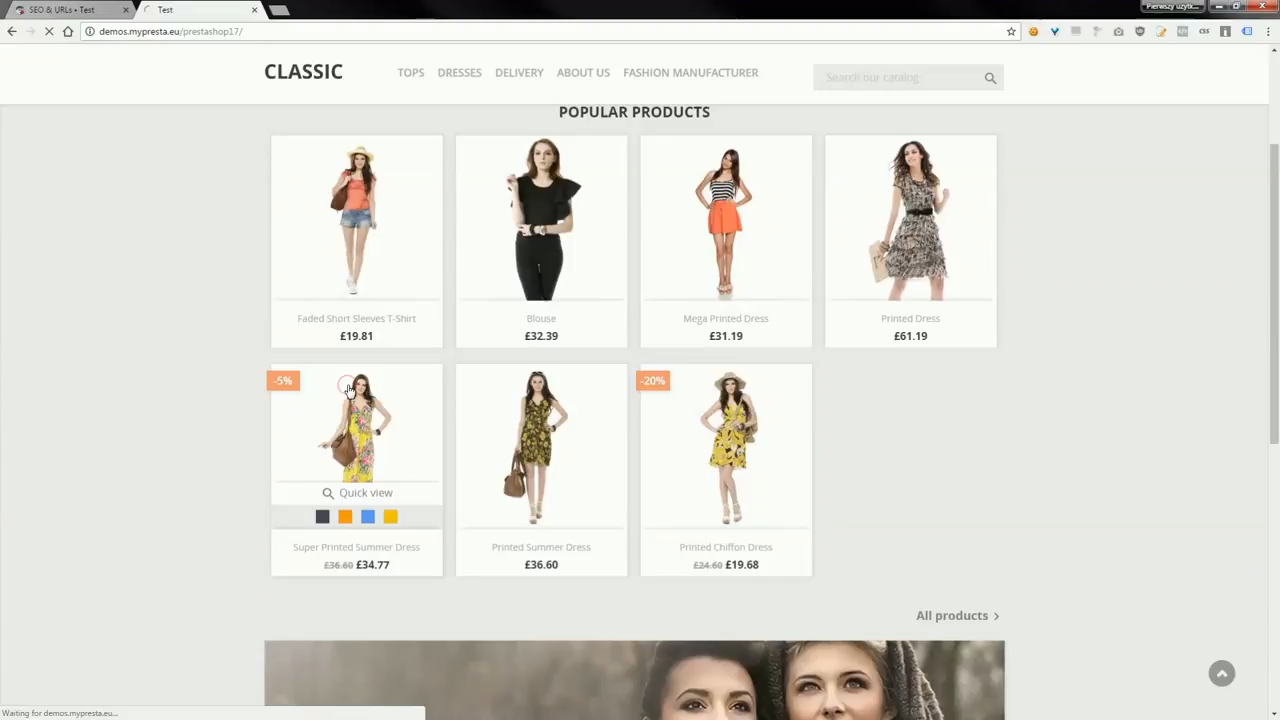 SEO & URLs • Test
Test
Pierwszy użytk...
demos.mypresta.eu/prestashop17/
CLASSIC
TOPS DRESSES DELIVERY ABOUT US FASHION MANUFACTURER
Search our catalog
POPULAR PRODUCTS
Faded Short Sleeves T-Shirt
£19.81
Blouse
£32.39
Mega Printed Dress
£31.19
Printed Dress
£61.19
-5%
Quick view
Super Printed Summer Dress
£36.60 £34.77
Printed Summer Dress
£36.60
-20%
Printed Chiffon Dress
£24.60 £19.68
All products
Waiting for demos.mypresta.eu...